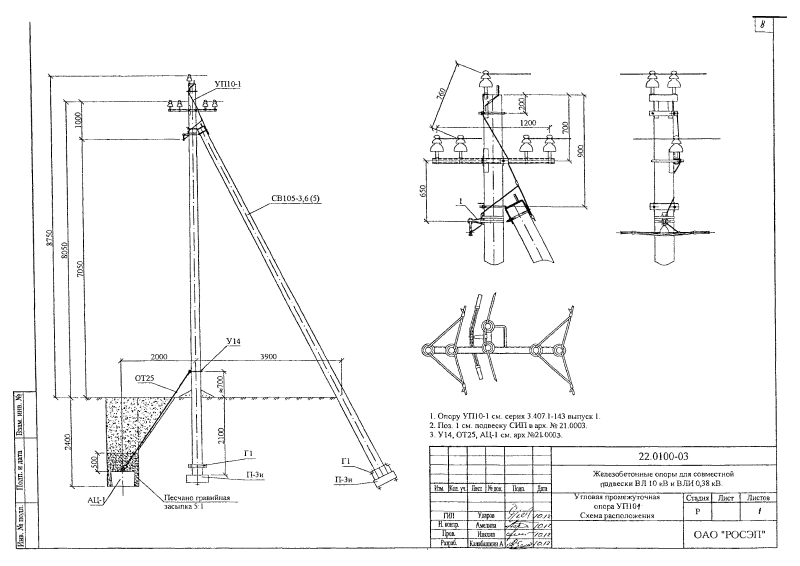 8
УП10-1
1000
СВ105-3,6 (5)
8750
8050
7050
2000
3900
У14
ОТ25
≈700
2100
2400
500
Г1
П-3и
Г1
П-3и
АЦ-1
Песчано гравийная
засыпка 5:1
760
200
1200
700
900
650
1
1. Опору УП10-1 см. серия 3.407.1-143 выпуск 1.
2. Поз. 1 см. подвеску СИП в арх. № 21.0003.
3. У14, ОТ25, АЦ-1 см. арх №21.0003.
22.0100-03
Железобетонные опоры для совместной
подвески ВЛ 10 кВ и ВЛИ 0,38 кВ.
Изм. Кол. уч. Лист № док. Подп. Дата
Угловая промежуточная
опора УП104
Схема расположения
Стадия Лист Листов
Р 1
ГИП Ударов
Н. контр. Амелина
Пров.
Разраб. Калабашкин А
ОАО "РОСЭП"
Взам. инв. №
Подп. и дата
Инв. № подл.